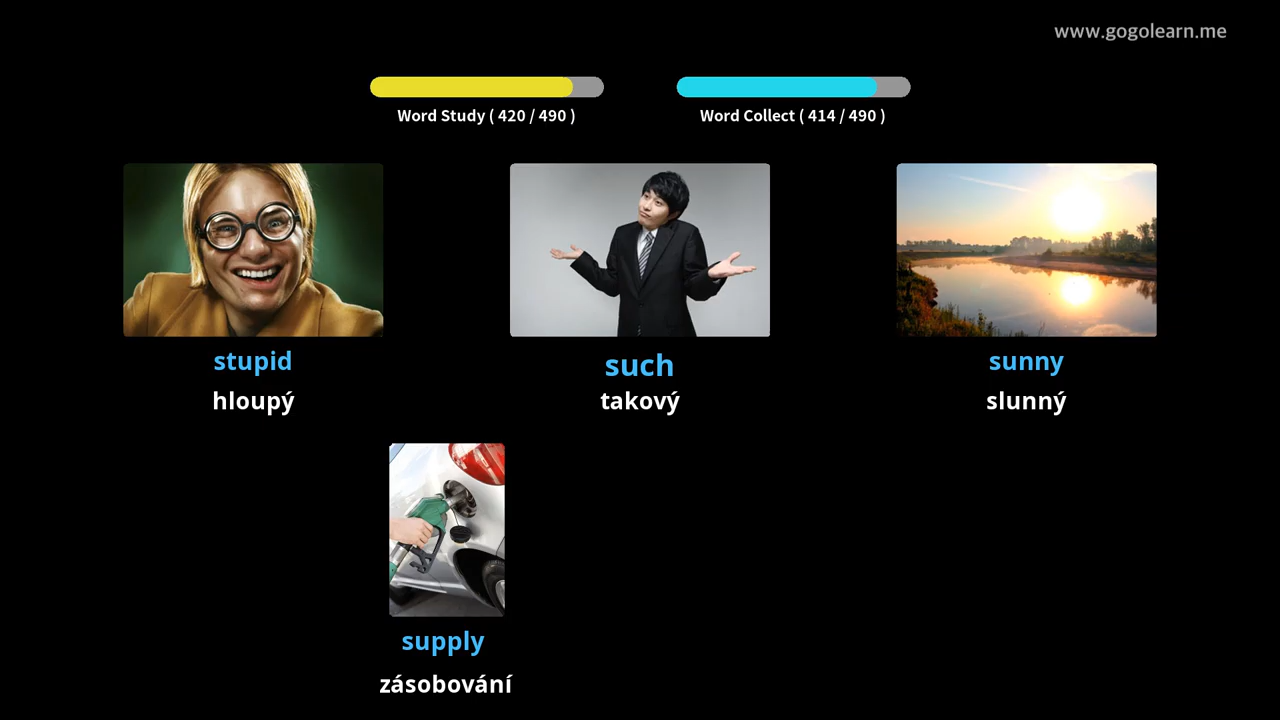 www.gogolearn.me
Word Study ( 420 / 490 )
Word Collect ( 414 / 490 )
stupid
hloupý
such
takový
sunny
slunný
supply
zásobování